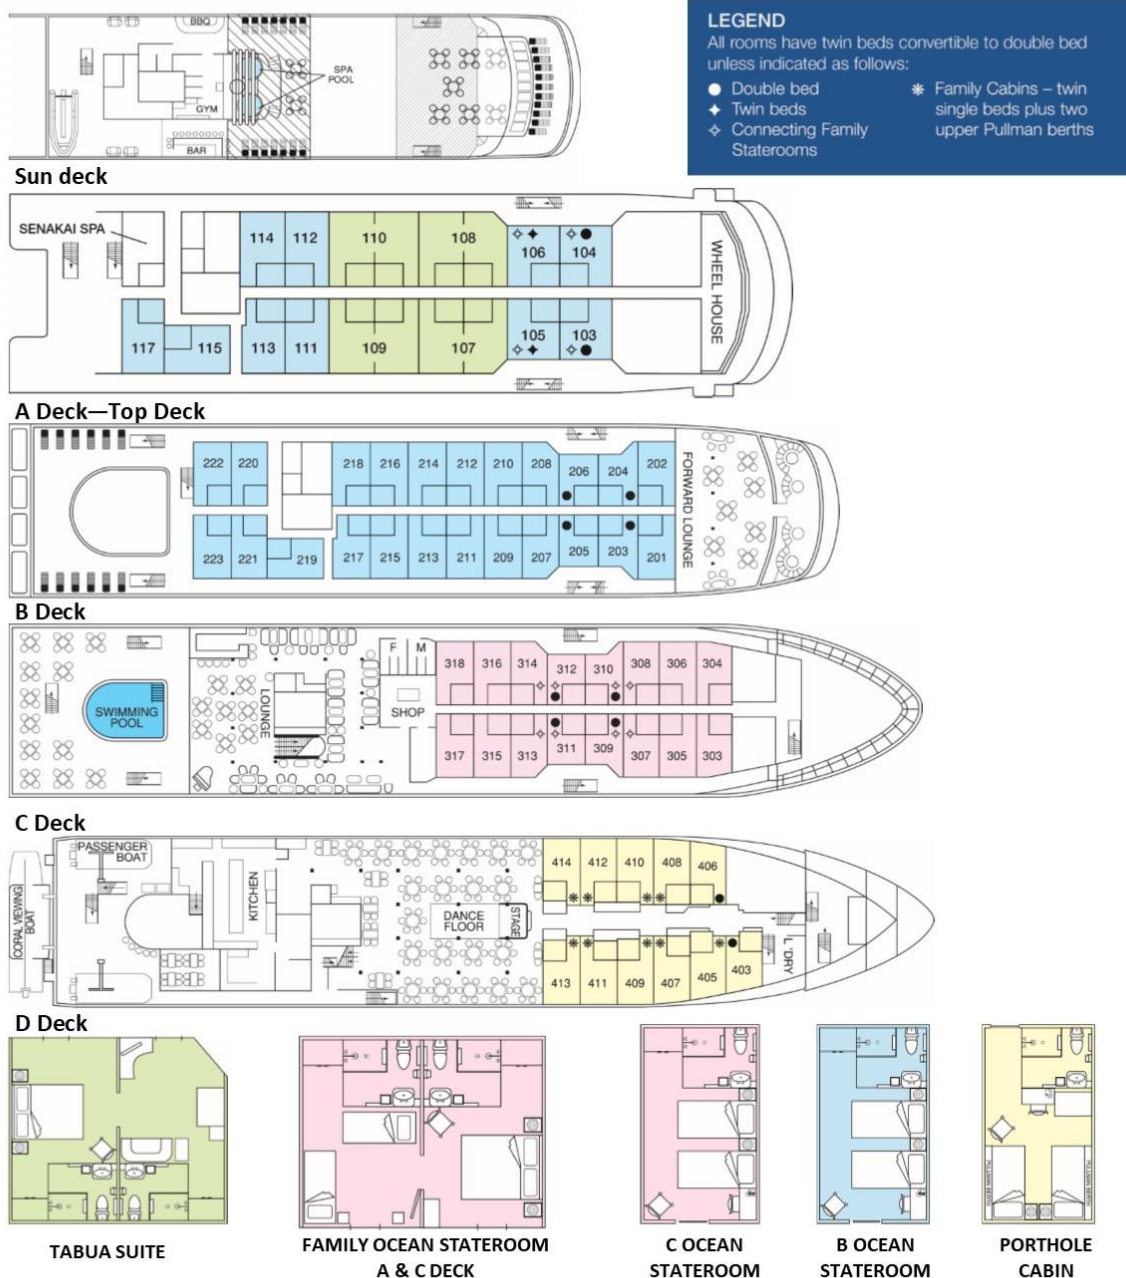 LEGEND
All rooms have twin beds convertible to double bed
unless indicated as follows:
Double bed
Twin beds
Connecting Family
Staterooms
Family Cabins – twin
single beds plus two
upper Pullman berths
BBQ
SPA
POOL
GYM
BAR
Sun deck
SENAKAI SPA
114 112 110 108 106 104
117 115 113 111 109 107 105 103
WHEEL HOUSE
A Deck—Top Deck
222 220 218 216 214 212 210 208 206 204 202
223 221 219 217 215 213 211 209 207 205 203 201
FORWARD LOUNGE
B Deck
SWIMMING
POOL
LOUNGE
F M
SHOP
318 316 314 312 310 308 306 304
317 315 313 311 309 307 305 303
C Deck
PASSENGER
BOAT
CORAL VIEWING
BOAT
KITCHEN
DANCE
FLOOR
STAGE
414 412 410 408 406
413 411 409 407 405 403
L'DRY
D Deck
PULLMAN BERTH
PULLMAN BERTH
TABUA SUITE
FAMILY OCEAN STATEROOM
A & C DECK
C OCEAN
STATEROOM
B OCEAN
STATEROOM
PORTHOLE
CABIN